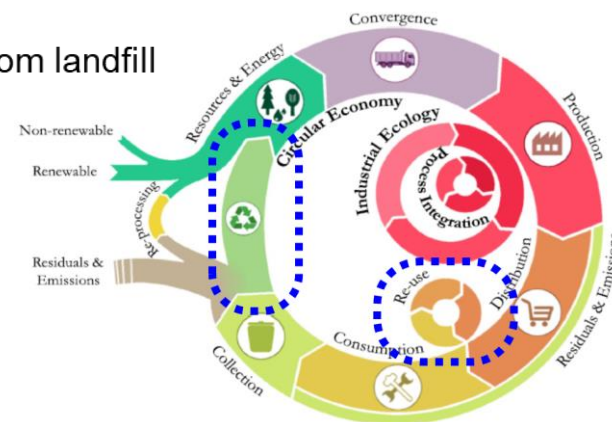 om landfill
Convergence
Resources & Energy
Circular Economy
Production
Industrial Ecology
Process Integration
Non-renewable
Renewable
Re-processing
Residuals &
Emissions
Re-use
Distribution
Residuals & Emissions
Consumption
Collection